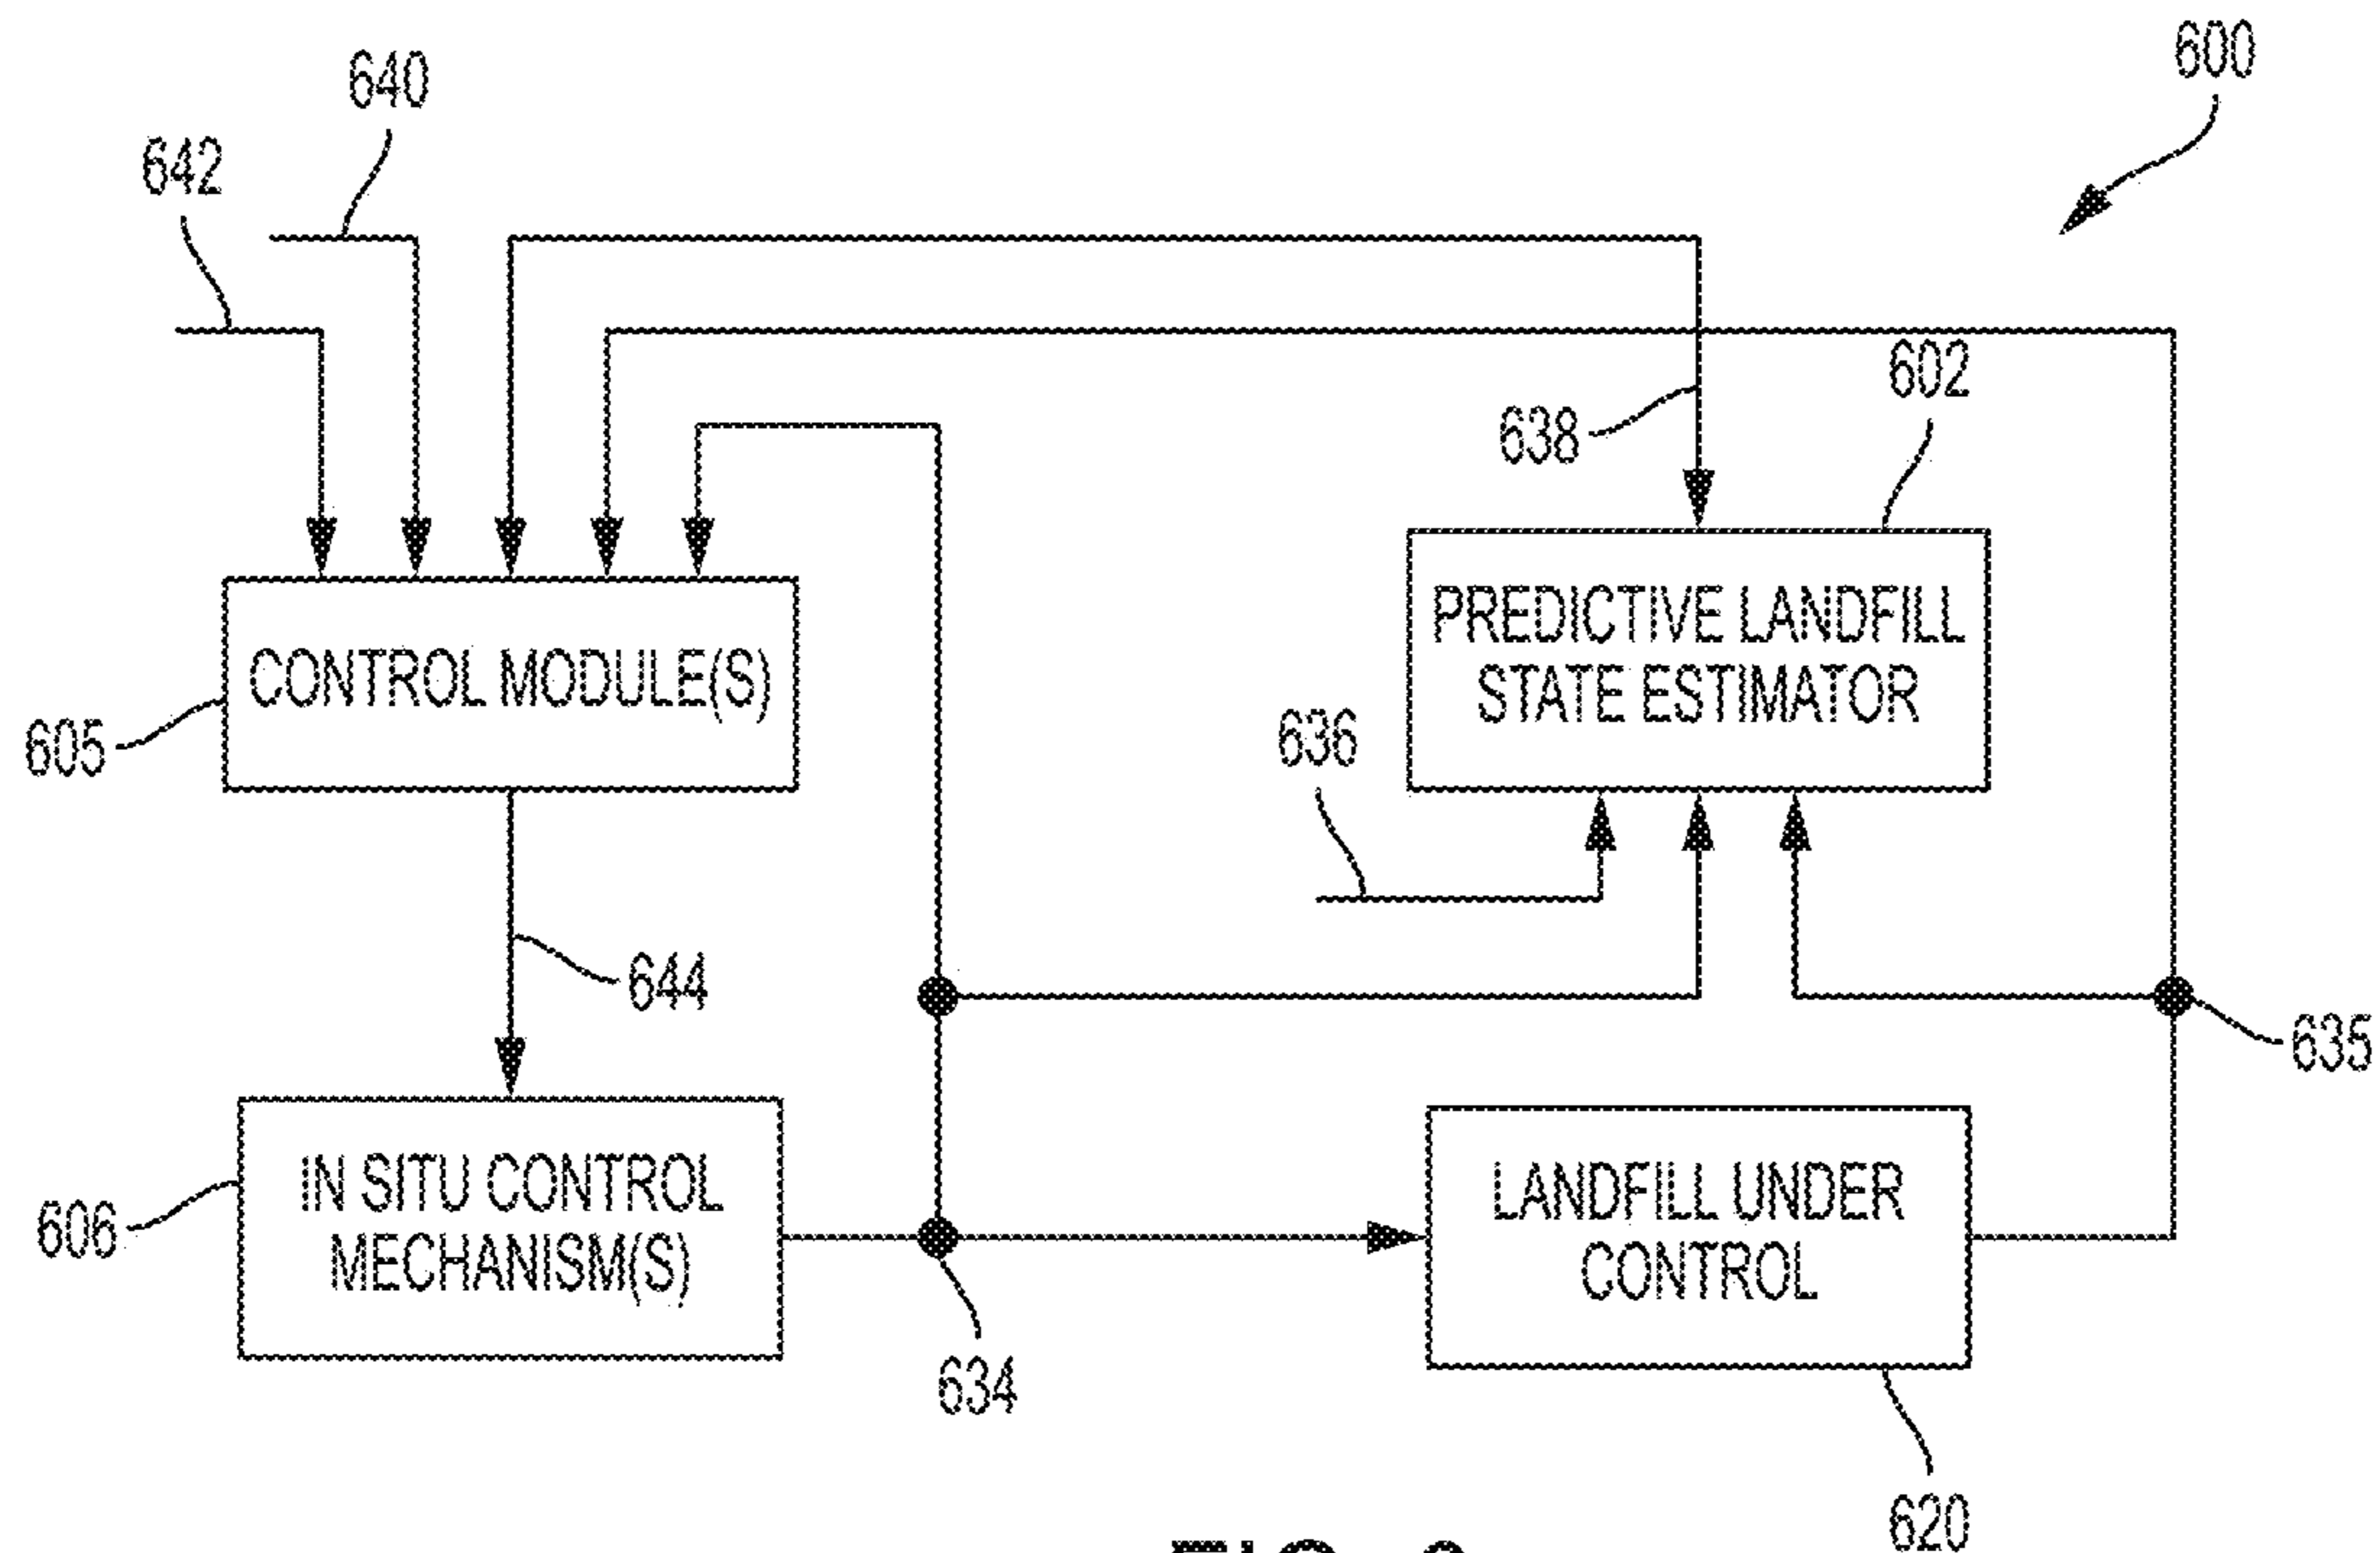 600
640
642
602
638
CONTROL MODULE(S)
PREDICTIVE LANDFILL
STATE ESTIMATOR
605
636
644
635
IN SITU CONTROL
MECHANISM(S)
LANDFILL UNDER
CONTROL
606
634
620